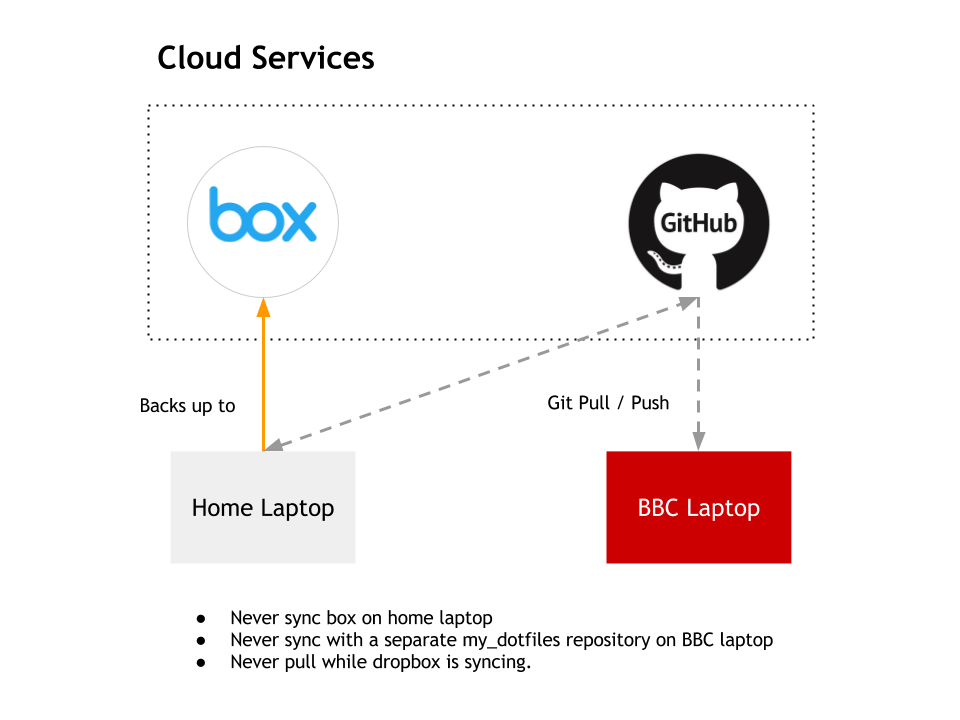 Cloud Services
box
GitHub
Backs up to
Git Pull / Push
Home Laptop
BBC Laptop
● Never sync box on home laptop
● Never sync with a separate my_dotfiles repository on BBC laptop
● Never pull while dropbox is syncing.